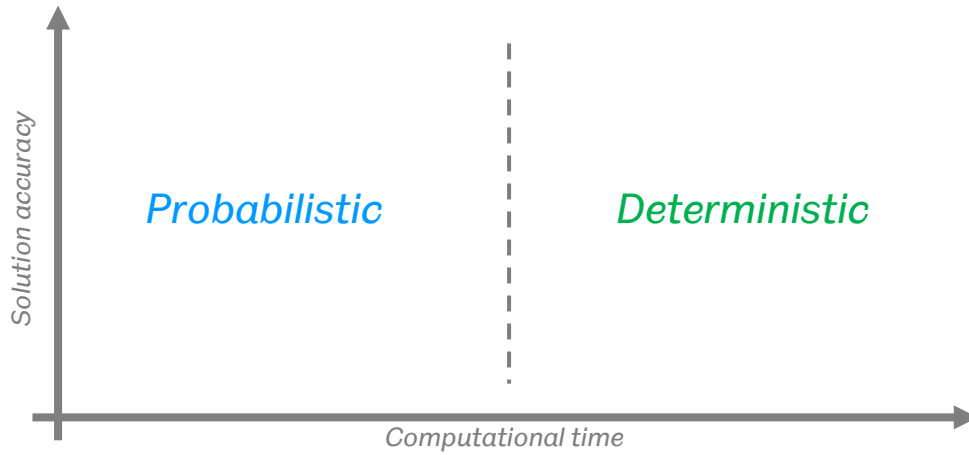 Solution accuracy
Probabilistic
Deterministic
Computational time